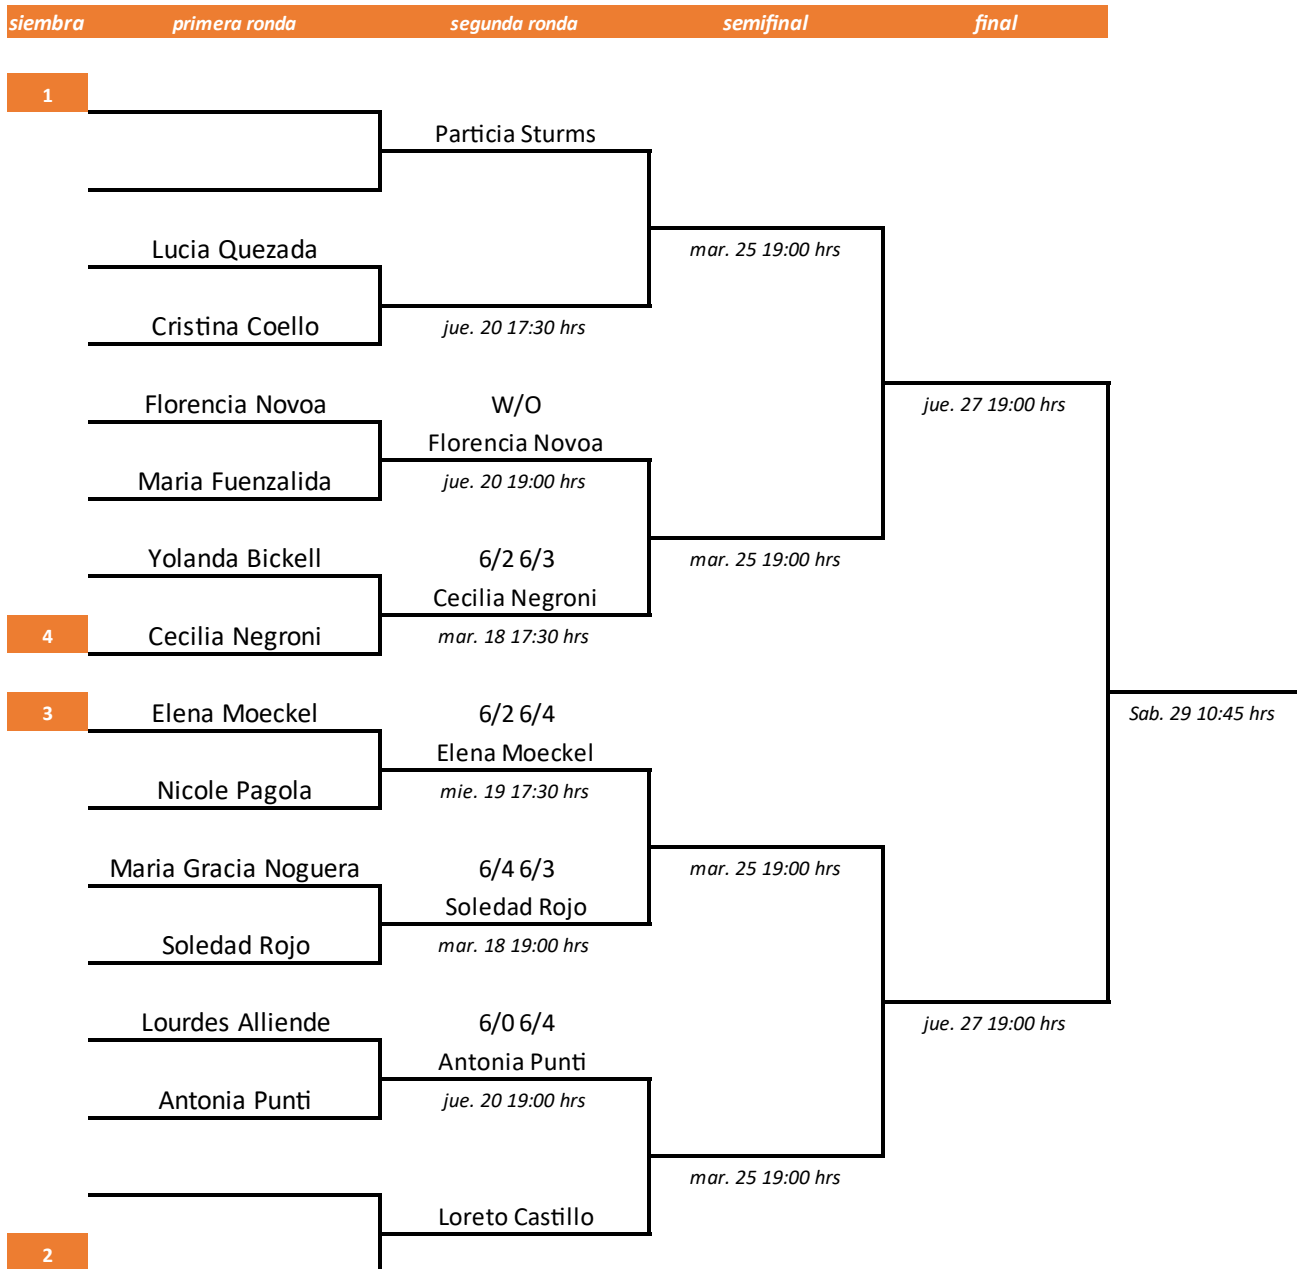 siembra primera ronda segunda ronda semifinal final
1
Particia Sturms
Lucia Quezada mar. 25 19:00 hrs
Cristina Coello jue. 20 17:30 hrs
Florencia Novoa W/O jue. 27 19:00 hrs
Florencia Novoa
Maria Fuenzalida jue. 20 19:00 hrs
Yolanda Bickell 6/2 6/3 mar. 25 19:00 hrs
Cecilia Negroni
4 Cecilia Negroni mar. 18 17:30 hrs
3 Elena Moeckel 6/2 6/4 Sab. 29 10:45 hrs
Elena Moeckel
Nicole Pagola mie. 19 17:30 hrs
Maria Gracia Noguera 6/4 6/3 mar. 25 19:00 hrs
Soledad Rojo
Soledad Rojo mar. 18 19:00 hrs
Lourdes Alliende 6/0 6/4 jue. 27 19:00 hrs
Antonia Punti
Antonia Punti jue. 20 19:00 hrs
mar. 25 19:00 hrs
Loreto Castillo
2